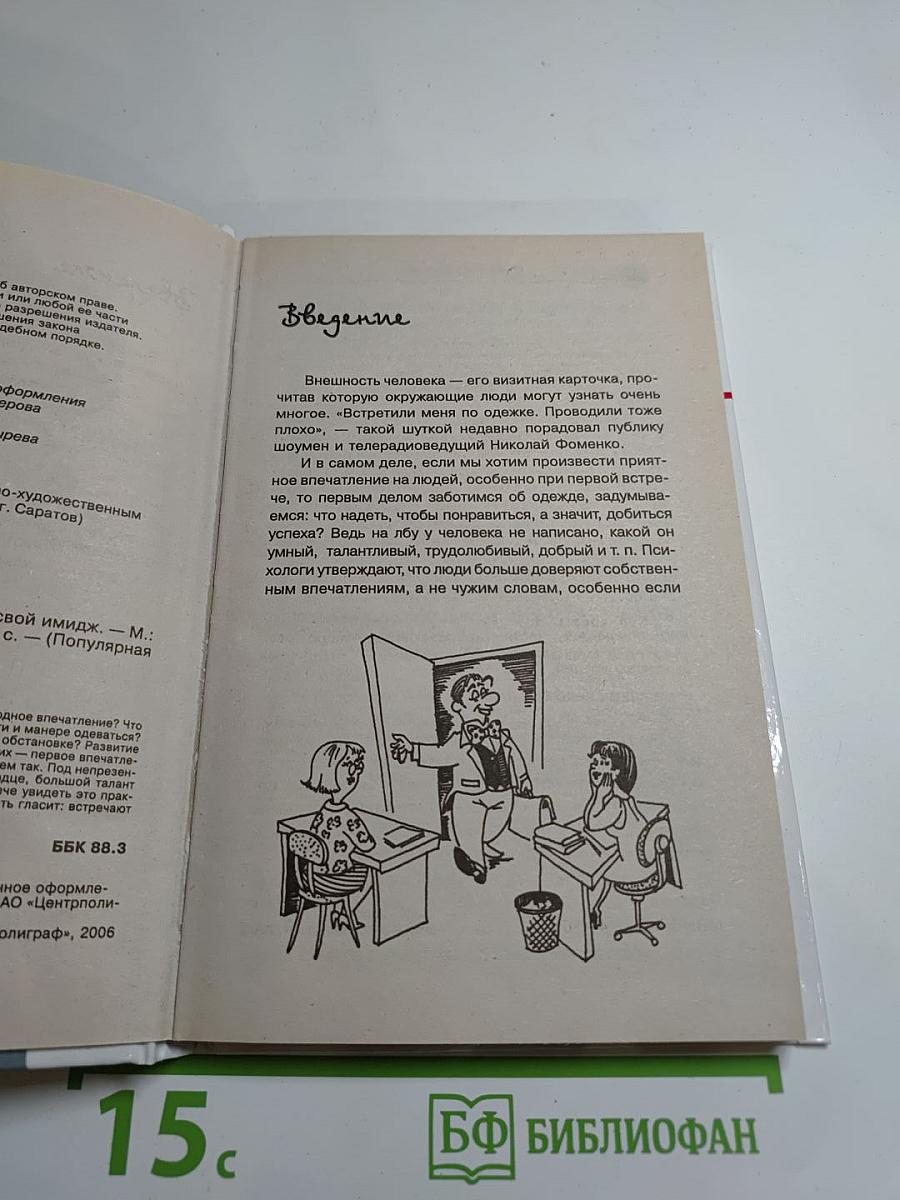 б авторском праве.
и или любой ее части
разрешения издателя.
шения закона
дебном порядке.
оформления
ерова
рева
о-художественным
г. Саратов)
свой имидж. — М.:
с. — (Популярная
одное впечатление? Что
ти и манере одеваться?
обстановке? Развитие
их — первое впечатле-
ем так. Под непрезен-
дце, большой талант
ече увидеть это прак-
ть гласит: встречают
ББК 88.3
нное оформле-
АО «Центрполи-
олиграф», 2006
Введение
Внешность человека — его визитная карточка, про-
читав которую окружающие люди могут узнать очень
многое. «Встретили меня по одежке. Проводили тоже
плохо», — такой шуткой недавно порадовал публику
шоумен и телерадиоведущий Николай Фоменко.
И в самом деле, если мы хотим произвести прият-
ное впечатление на людей, особенно при первой встре-
че, то первым делом заботимся об одежде, задумыва-
емся: что надеть, чтобы понравиться, а значит, добиться
успеха? Ведь на лбу у человека не написано, какой он
умный, талантливый, трудолюбивый, добрый и т. п. Пси-
хологи утверждают, что люди больше доверяют собствен-
ным впечатлениям, а не чужим словам, особенно если
15 с
БФ БИБЛИОФАН